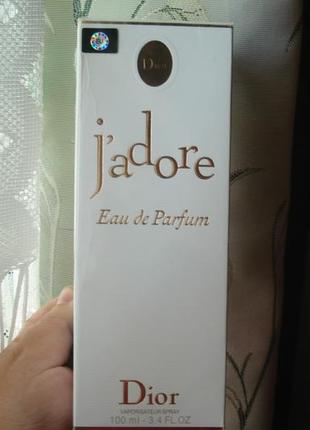 Dior
j'adore
Eau de Parfum
Dior
VAPORISATEUR SPRAY
100 ml - 3.4 FL.OZ